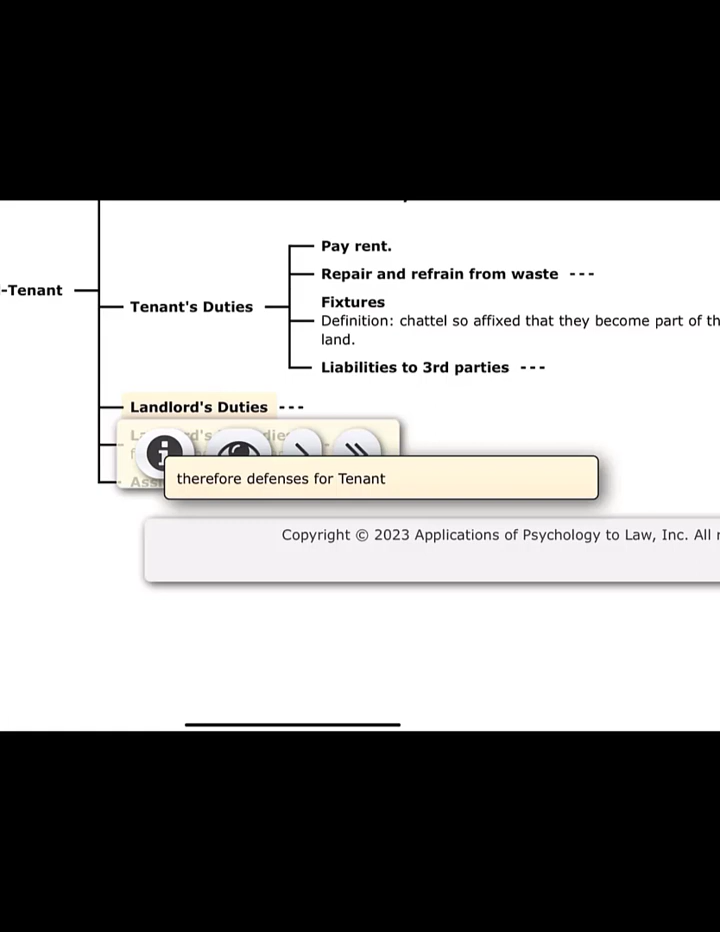 Pay rent.
-Tenant
Repair and refrain from waste ---
Tenant's Duties
Fixtures
Definition: chattel so affixed that they become part of th
land.
Liabilities to 3rd parties ---
Landlord's Duties ---
therefore defenses for Tenant
Copyright © 2023 Applications of Psychology to Law, Inc. All r